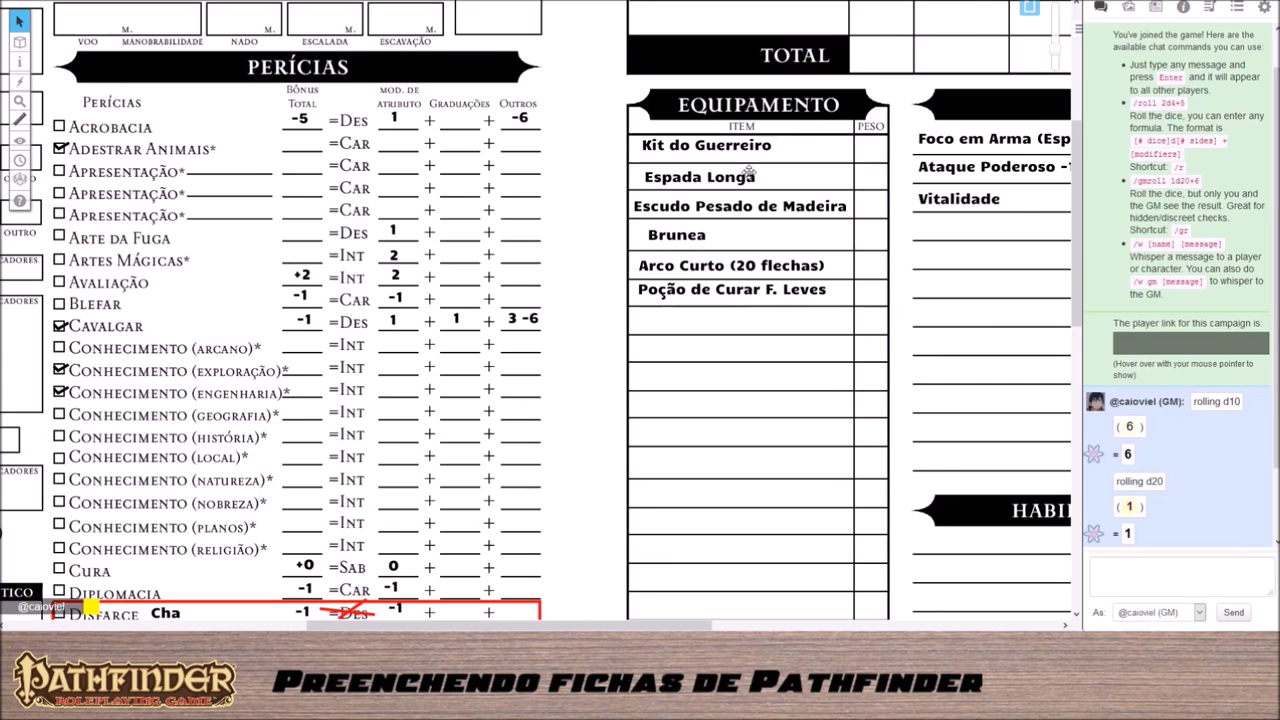 M. M. M. M.
VOO MANOBRABILIDADE NADO ESCALADA ESCAVAÇÃO
PERÍCIAS
PERÍCIAS BÔNUS TOTAL MOD. DE ATRIBUTO GRADUAÇÕES OUTROS
ACROBACIA -5 =DES 1 + + -6
ADESTRAR ANIMAIS* =CAR + +
APRESENTAÇÃO* =CAR + +
APRESENTAÇÃO* =CAR + +
APRESENTAÇÃO* =CAR + +
ARTE DA FUGA =DES 1 + +
ARTES MÁGICAS* =INT 2 + +
AVALIAÇÃO +2 =INT 2 + +
BLEFAR -1 =CAR -1 + +
CAVALGAR -1 =DES 1 + 1 + 3 -6
CONHECIMENTO (ARCANO)* =INT + +
CONHECIMENTO (EXPLORAÇÃO)* =INT + +
CONHECIMENTO (ENGENHARIA)* =INT + +
CONHECIMENTO (GEOGRAFIA)* =INT + +
CONHECIMENTO (HISTÓRIA)* =INT + +
CONHECIMENTO (LOCAL)* =INT + +
CONHECIMENTO (NATUREZA)* =INT + +
CONHECIMENTO (NOBREZA)* =INT + +
CONHECIMENTO (PLANOS)* =INT + +
CONHECIMENTO (RELIGIÃO)* =INT + +
CURA +0 =SAB 0 + +
DIPLOMACIA -1 =CAR -1 + +
DISFARCE Cha -1 =DES -1 + +
OUTRO
CADORES
CADORES
CADORES
TICO
@caioviel
TOTAL
EQUIPAMENTO
ITEM PESO
Kit do Guerreiro
Espada Longa
Escudo Pesado de Madeira
Brunea
Arco Curto (20 flechas)
Poção de Curar F. Leves
Foco em Arma (Esp
Ataque Poderoso -1
Vitalidade
HABII
You've joined the game! Here are the
available chat commands you can use:
Just type any message and
press Enter and it will appear
to all other players.
/roll 2d4+5
Roll the dice, you can enter any
formula. The format is
[# dice]d[# sides] +
[modifiers]
Shortcut: /r
/gmroll 1d20+6
Roll the dice, but only you and
the GM see the result. Great for
hidden/discreet checks.
Shortcut: /gr
/w [name] [message]
Whisper a message to a player
or character. You can also do
/w gm [message] to whisper to
the GM.
The player link for this campaign is:
(Hover over with your mouse pointer to
show)
@caioviel (GM): rolling d10
( 6 )
= 6
rolling d20
( 1 )
= 1
As: @caioviel (GM) Send
PATHFINDER
ROLEPLAYING GAME
PREENCHENDO FICHAS DE PATHFINDER